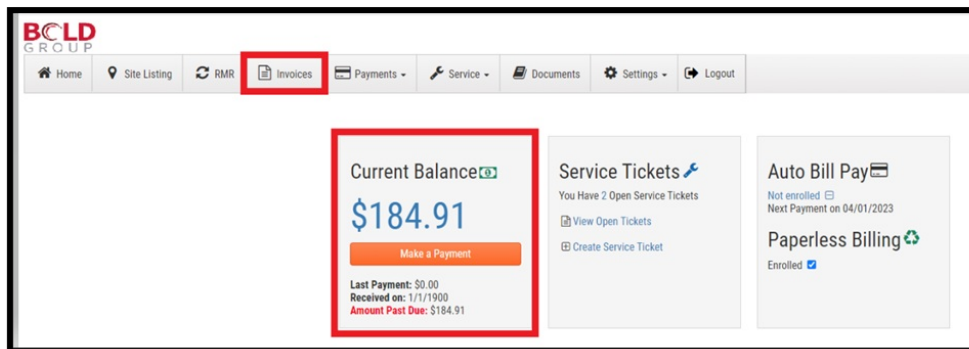 BOLD
GROUP
Home Site Listing RMR Invoices Payments Service Documents Settings Logout
Current Balance
$184.91
Make a Payment
Last Payment: $0.00
Received on: 1/1/1900
Amount Past Due: $184.91
Service Tickets
You Have 2 Open Service Tickets
View Open Tickets
Create Service Ticket
Auto Bill Pay
Not enrolled
Next Payment on 04/01/2023
Paperless Billing
Enrolled